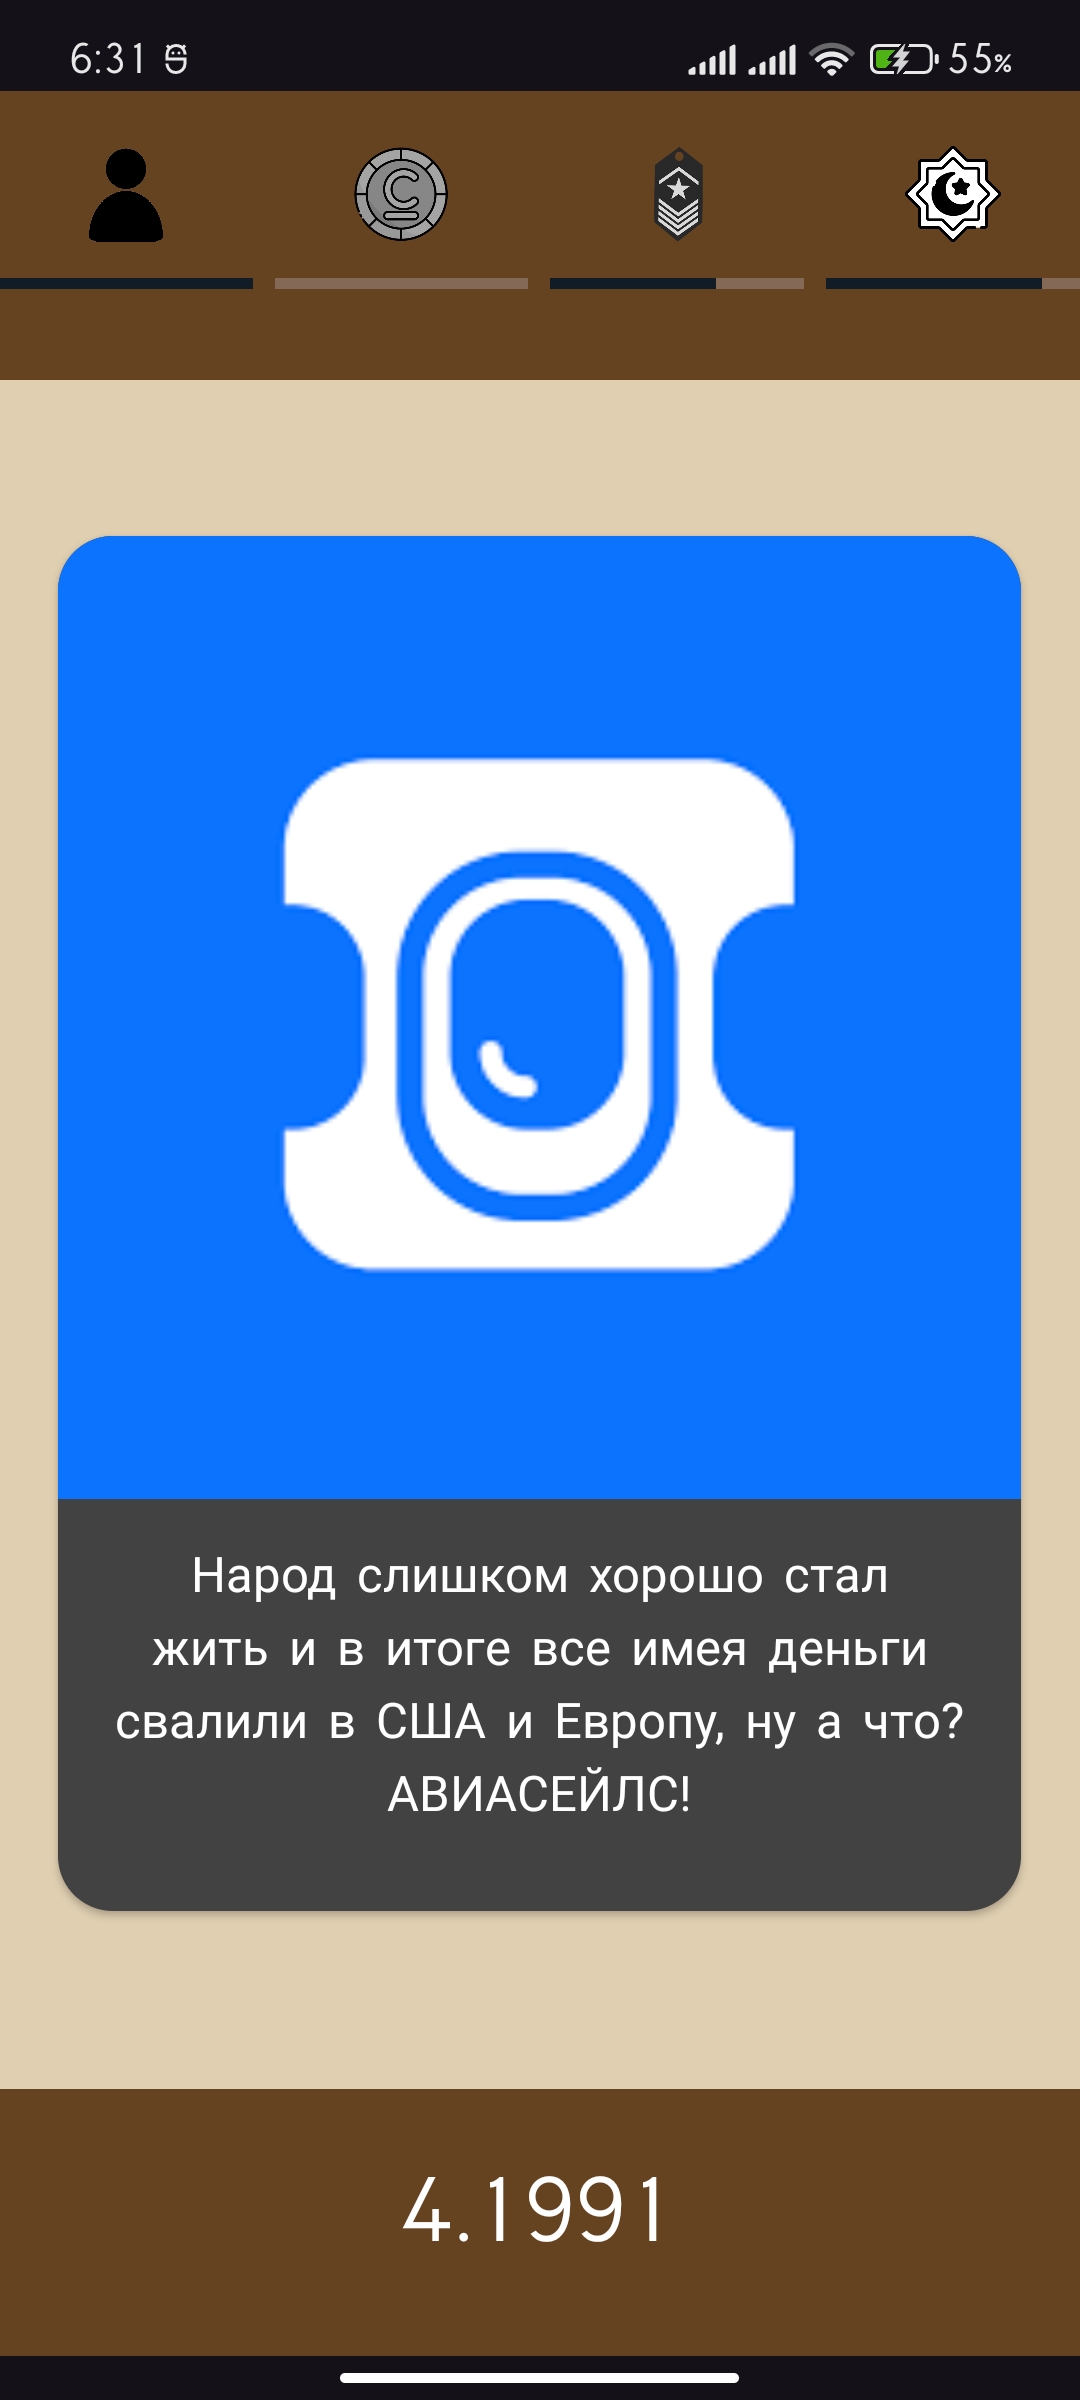 6:31
55%
Народ слишком хорошо стал
жить и в итоге все имея деньги
свалили в США и Европу, ну а что?
АВИАСЕЙЛС!
4.1991